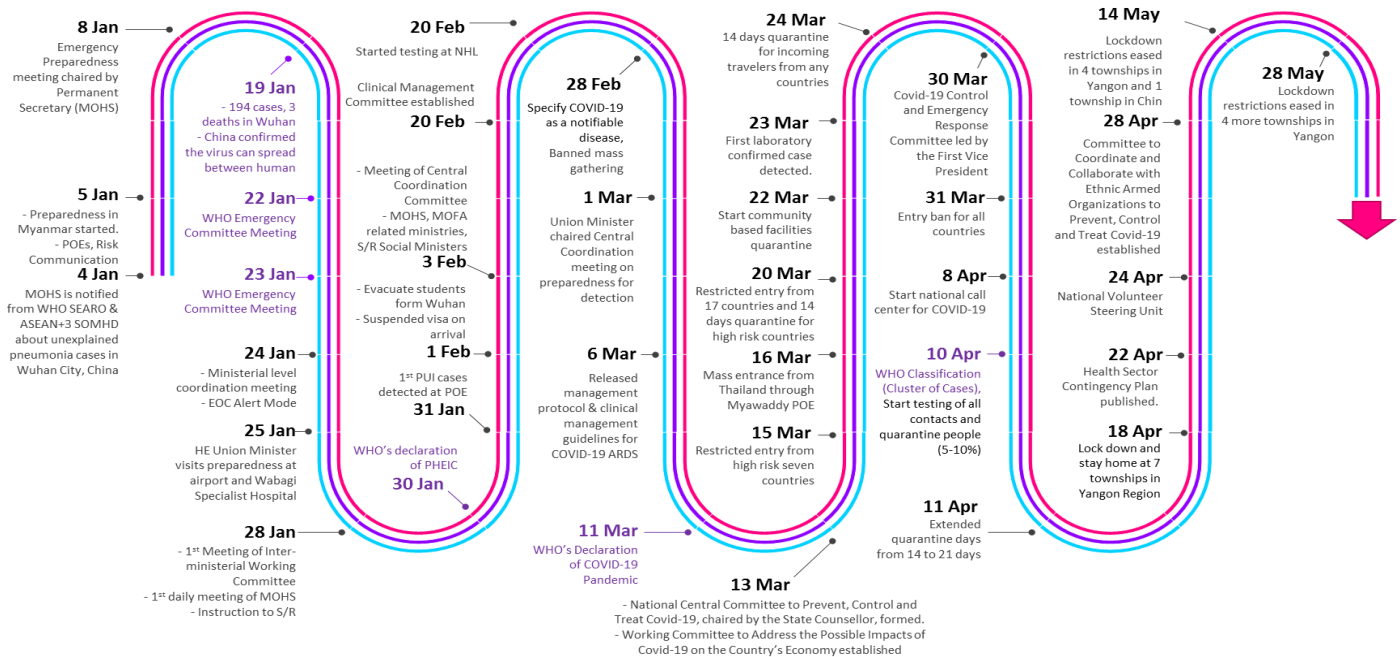 8 Jan
Emergency
Preparedness
meeting chaired by
Permanent
Secretary (MOHS)
5 Jan
- Preparedness in
Myanmar started.
- POEs, Risk
Communication
4 Jan
MOHS is notified
from WHO SEARO &
ASEAN+3 SOMHD
about unexplained
pneumonia cases in
Wuhan City, China
19 Jan
- 194 cases, 3
deaths in Wuhan
- China confirmed
the virus can spread
between human
22 Jan
WHO Emergency
Committee Meeting
23 Jan
WHO Emergency
Committee Meeting
24 Jan
- Ministerial level
coordination meeting
- EOC Alert Mode
25 Jan
HE Union Minister
visits preparedness at
airport and Wabagi
Specialist Hospital
28 Jan
- 1st Meeting of Inter-
ministerial Working
Committee
- 1st daily meeting of MOHS
- Instruction to S/R
20 Feb
Started testing at NHL
Clinical Management
Committee established
20 Feb
- Meeting of Central
Coordination
Committee
- MOHS, MOFA
related ministries,
S/R Social Ministers
3 Feb
- Evacuate students
form Wuhan
- Suspended visa on
arrival
1 Feb
1st PUI cases
detected at POE
31 Jan
WHO's declaration
of PHEIC
30 Jan
28 Feb
Specify COVID-19
as a notifiable
disease,
Banned mass
gathering
1 Mar
Union Minister
chaired Central
Coordination
meeting on
preparedness for
detection
6 Mar
Released
management
protocol & clinical
management
guidelines for
COVID-19 ARDS
11 Mar
WHO's Declaration
of COVID-19
Pandemic
13 Mar
- National Central Committee to Prevent, Control and
Treat Covid-19, chaired by the State Counsellor, formed.
- Working Committee to Address the Possible Impacts of
Covid-19 on the Country's Economy established
24 Mar
14 days quarantine
for incoming
travelers from any
countries
23 Mar
First laboratory
confirmed case
detected.
22 Mar
Start community
based facilities
quarantine
20 Mar
Restricted entry from
17 countries and 14
days quarantine for
high risk countries
16 Mar
Mass entrance from
Thailand through
Myawaddy POE
15 Mar
Restricted entry from
high risk seven
countries
30 Mar
Covid-19 Control
and Emergency
Response
Committee led by
the First Vice
President
31 Mar
Entry ban for all
countries
8 Apr
Start national call
center for COVID-19
10 Apr
WHO Classification
(Cluster of Cases),
Start testing of all
contacts and
quarantine people
(5-10%)
11 Apr
Extended
quarantine days
from 14 to 21 days
14 May
Lockdown
restrictions eased
in 4 townships in
Yangon and 1
township in Chin
28 Apr
Committee to
Coordinate and
Collaborate with
Ethnic Armed
Organizations to
Prevent, Control
and Treat Covid-19
established
24 Apr
National Volunteer
Steering Unit
22 Apr
Health Sector
Contingency Plan
published.
18 Apr
Lock down and
stay home at 7
townships in
Yangon Region
28 May
Lockdown
restrictions eased in
4 more townships in
Yangon